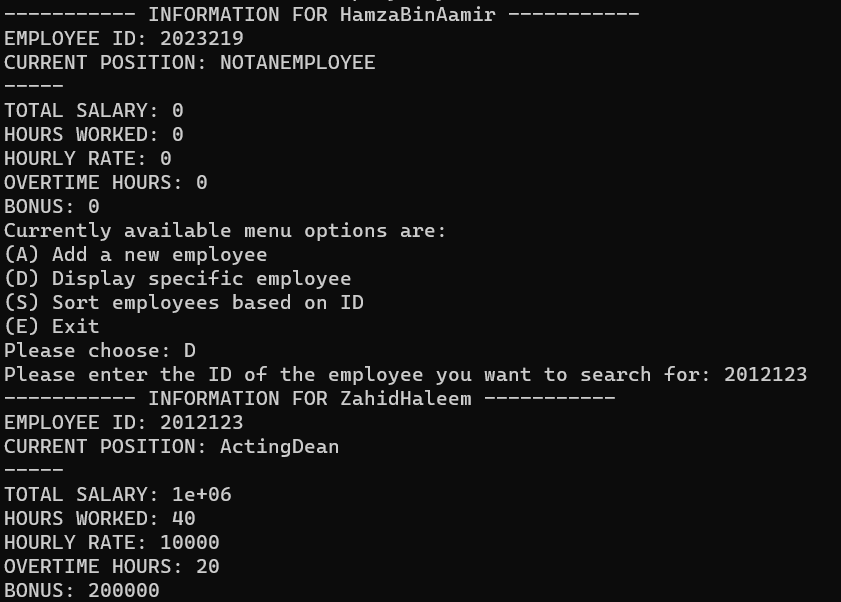 ----------- INFORMATION FOR HamzaBinAamir -----------
EMPLOYEE ID: 2023219
CURRENT POSITION: NOTANEMPLOYEE
-----
TOTAL SALARY: 0
HOURS WORKED: 0
HOURLY RATE: 0
OVERTIME HOURS: 0
BONUS: 0
Currently available menu options are:
(A) Add a new employee
(D) Display specific employee
(S) Sort employees based on ID
(E) Exit
Please choose: D
Please enter the ID of the employee you want to search for: 2012123
----------- INFORMATION FOR ZahidHaleem -----------
EMPLOYEE ID: 2012123
CURRENT POSITION: ActingDean
-----
TOTAL SALARY: 1e+06
HOURS WORKED: 40
HOURLY RATE: 10000
OVERTIME HOURS: 20
BONUS: 200000